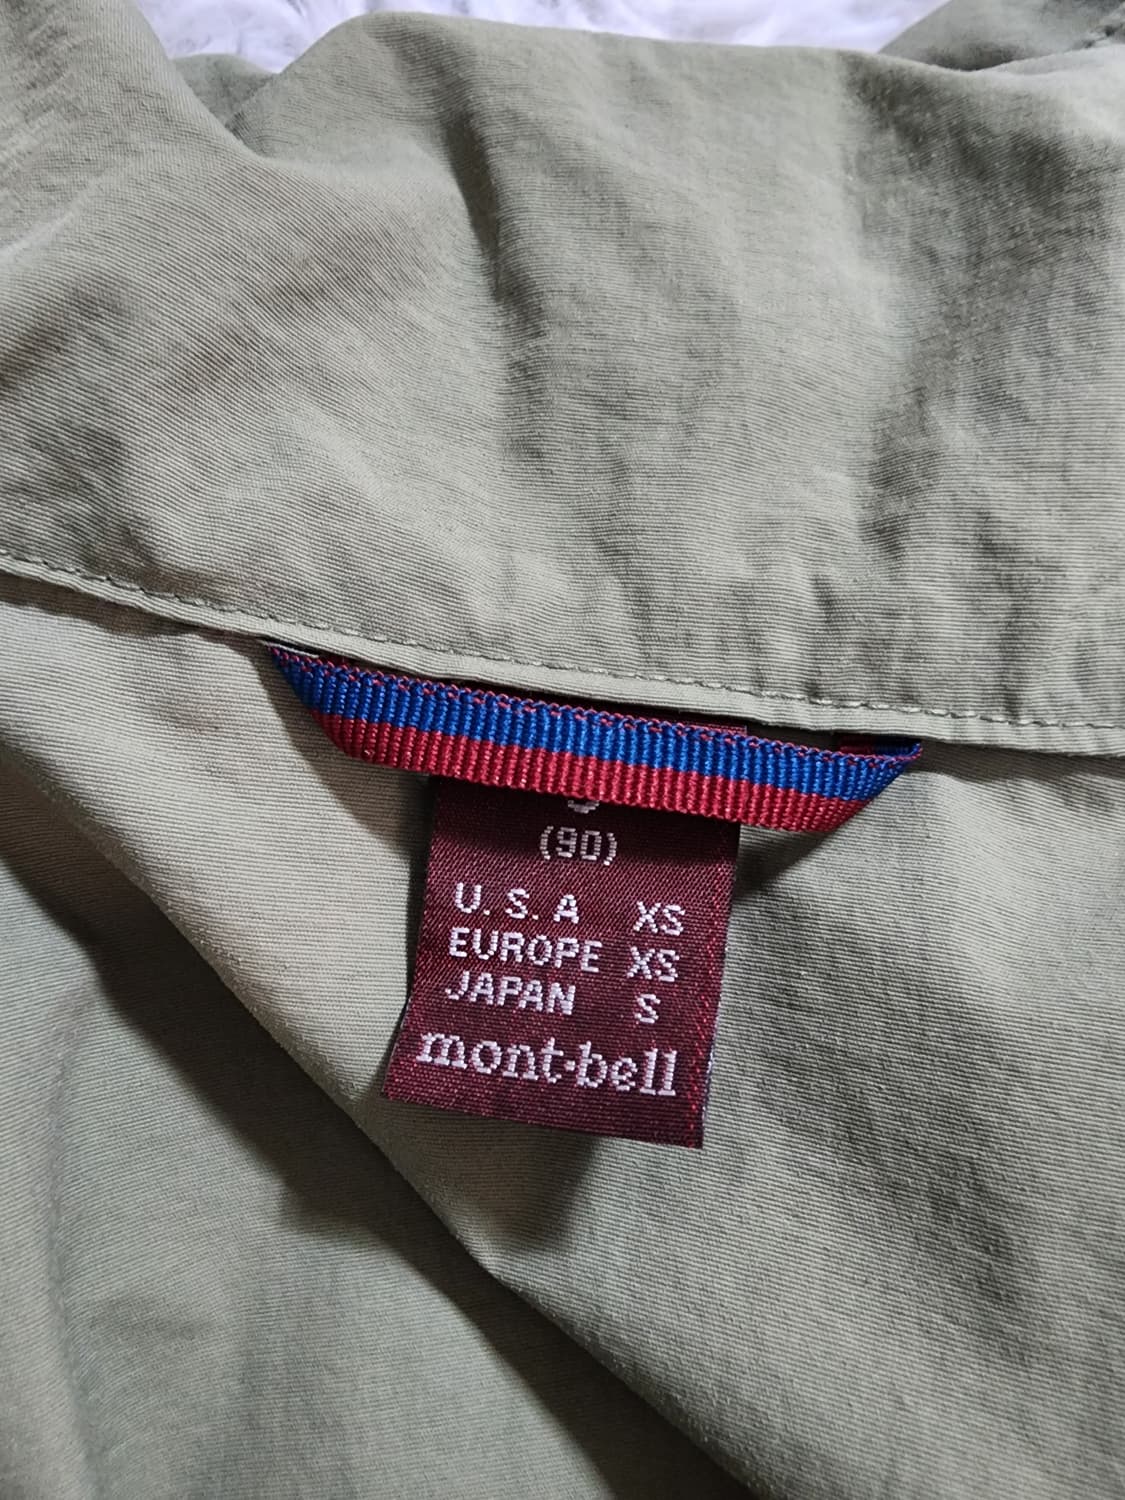 (90)
U.S.A XS
EUROPE XS
JAPAN S
mont-bell